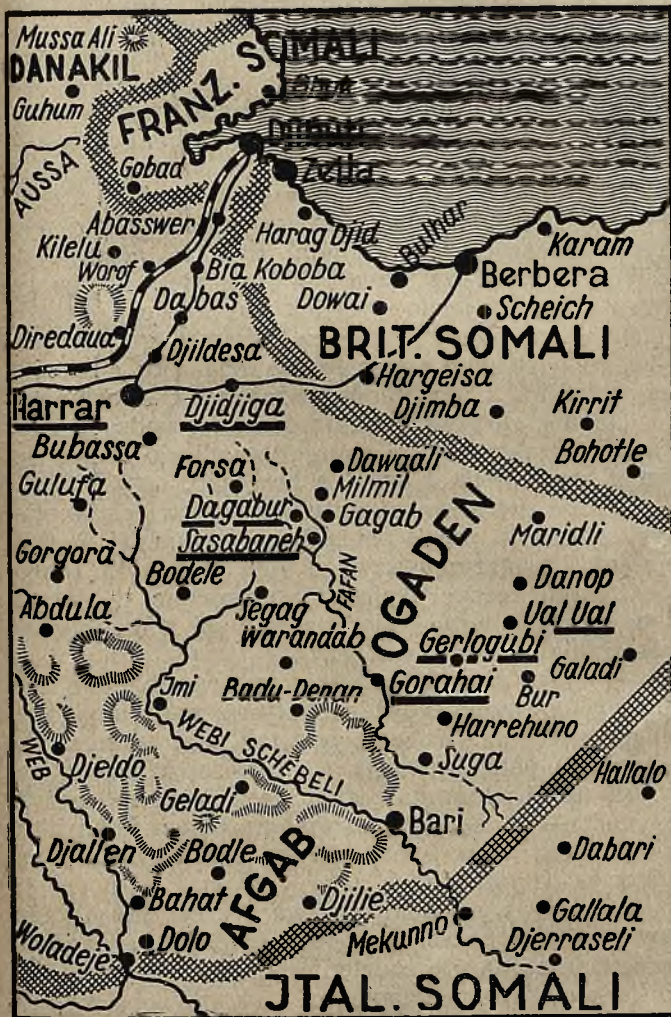 Mussa Ali
DANAKIL
Guhum
FRANZ. SOMALI
AUSSA
Gobad
Zeila
Abasswer
Harag Djid
Bulhar
Karam
Kilelu
Worof
Bia Koboba
Dowai
Berbera
Scheich
Dabas
Diredaua
Djildesa
BRIT. SOMALI
Hargeisa
Harrar
Djidjiga
Djimba
Kirrit
Bubassa
Bohotle
Forsa
Dawaali
Gulufa
Milmil
Dagabur
Gagab
Sasabaneh
OGADEN
Maridli
Gorgora
Bodele
FAFAN
Danop
Abdula
Segag
Ual Ual
Warandab
Gerlogubi
Galadi
Jmi
Badu-Denan
Gorahai
Bur
Harrehuno
WEB
WEBI SCHEBELI
Suga
Djeldo
Hallalo
Geladi
Bari
Djallen
Bodle
AFGAB
Dabari
Bahat
Djilie
Gallala
Mekunno
Woladeje
Dolo
Djerraseli
JTAL. SOMALI